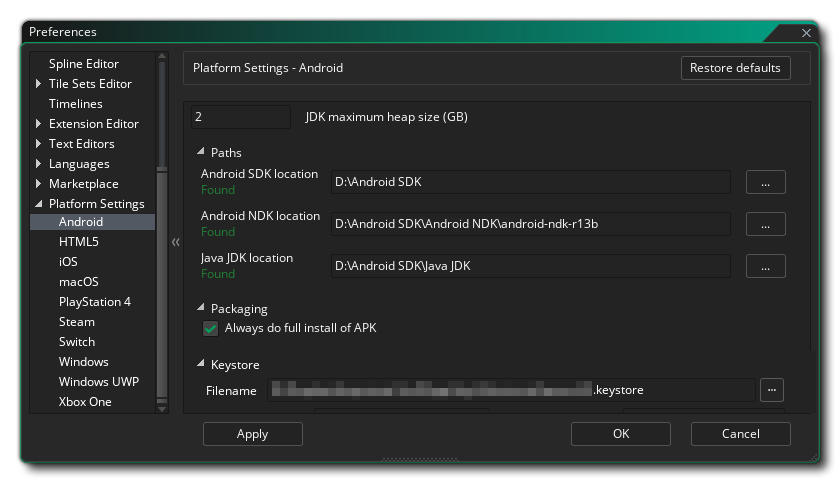 Preferences
Spline Editor
Tile Sets Editor
Timelines
Extension Editor
Text Editors
Languages
Marketplace
Platform Settings
Android
HTML5
iOS
macOS
PlayStation 4
Steam
Switch
Windows
Windows UWP
Xbox One
Platform Settings - Android
Restore defaults
2 JDK maximum heap size (GB)
Paths
Android SDK location
Found
D:\Android SDK
...
Android NDK location
Found
D:\Android SDK\Android NDK\android-ndk-r13b
...
Java JDK location
Found
D:\Android SDK\Java JDK
...
Packaging
Always do full install of APK
Keystore
Filename .keystore
...
Apply
OK
Cancel